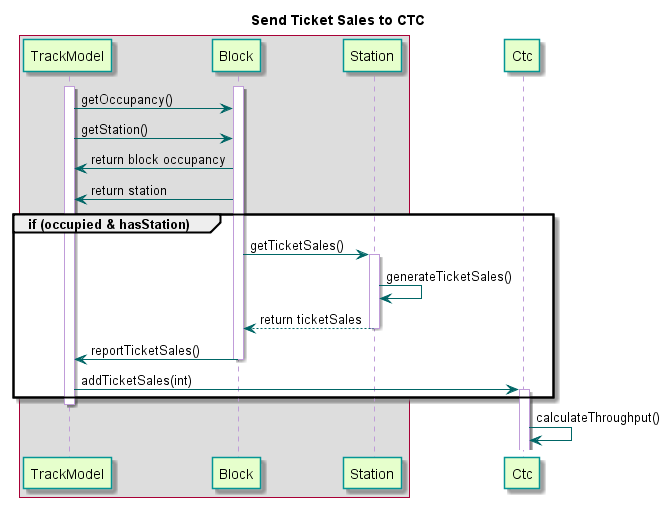 Send Ticket Sales to CTC
TrackModel Block Station Ctc
getOccupancy()
getStation()
return block occupancy
return station
if (occupied & hasStation)
getTicketSales()
generateTicketSales()
return ticketSales
reportTicketSales()
addTicketSales(int)
calculateThroughput()
TrackModel Block Station Ctc